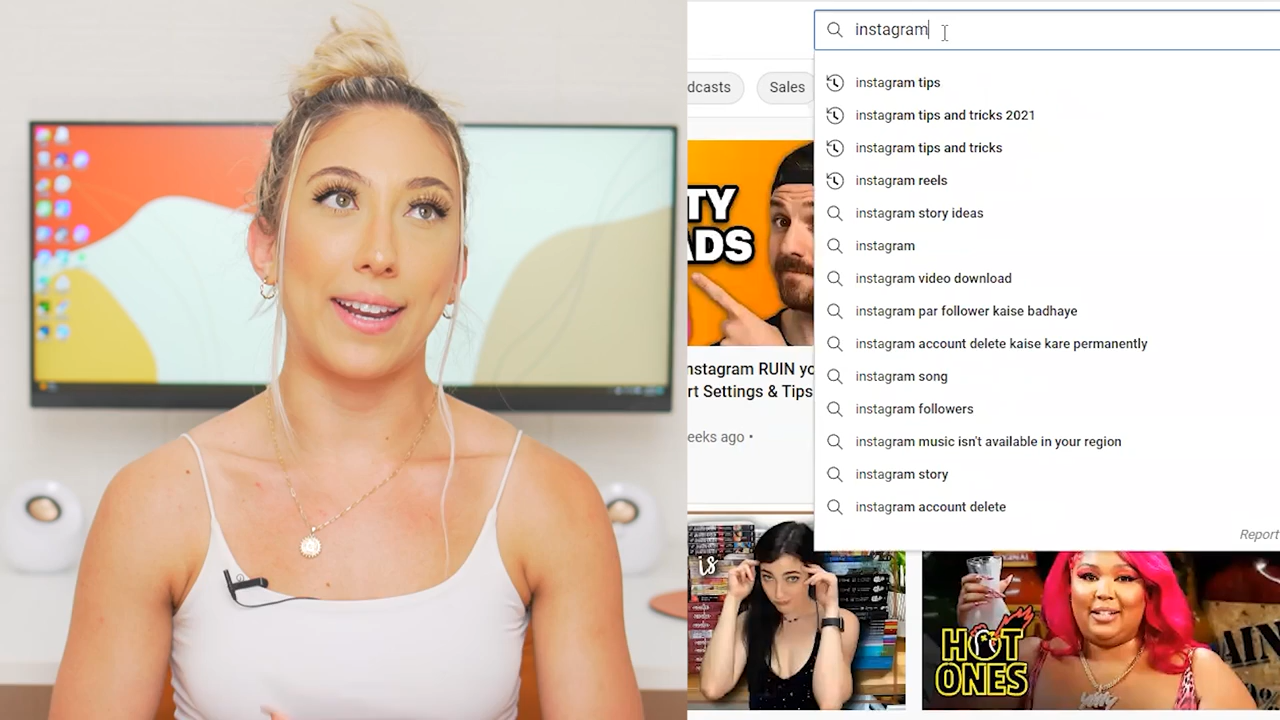 instagram
dcasts
Sales
instagram tips
instagram tips and tricks 2021
instagram tips and tricks
instagram reels
instagram story ideas
instagram
instagram video download
instagram par follower kaise badhaye
instagram account delete kaise kare permanently
instagram song
instagram followers
instagram music isn't available in your region
instagram story
instagram account delete
Report
TY
ADS
nstagram RUIN yo
rt Settings & Tips
eeks ago •
is
HOT
ONES
AIN